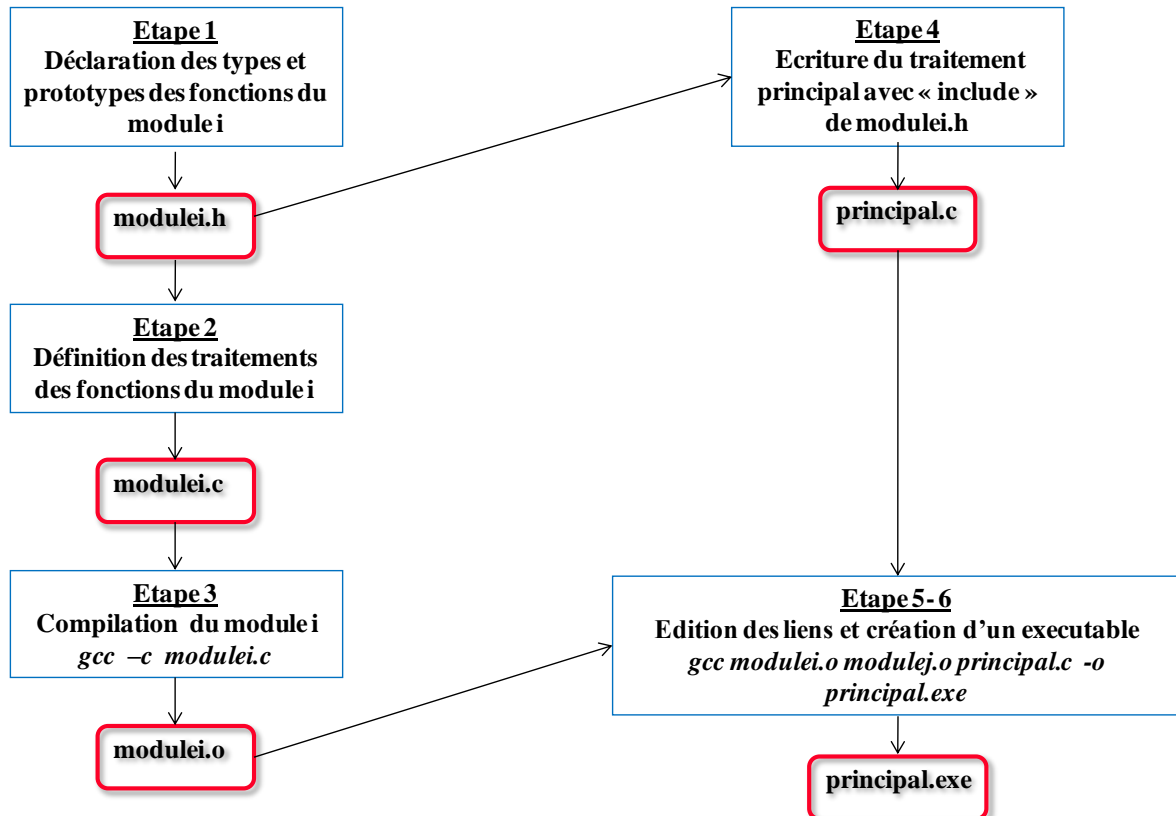 Etape 1
Déclaration des types et
prototypes des fonctions du
module i
modulei.h
Etape 2
Définition des traitements
des fonctions du module i
modulei.c
Etape 3
Compilation du module i
gcc –c modulei.c
modulei.o
Etape 4
Ecriture du traitement
principal avec « include »
de modulei.h
principal.c
Etape 5- 6
Edition des liens et création d’un executable
gcc modulei.o modulej.o principal.c -o
principal.exe
principal.exe